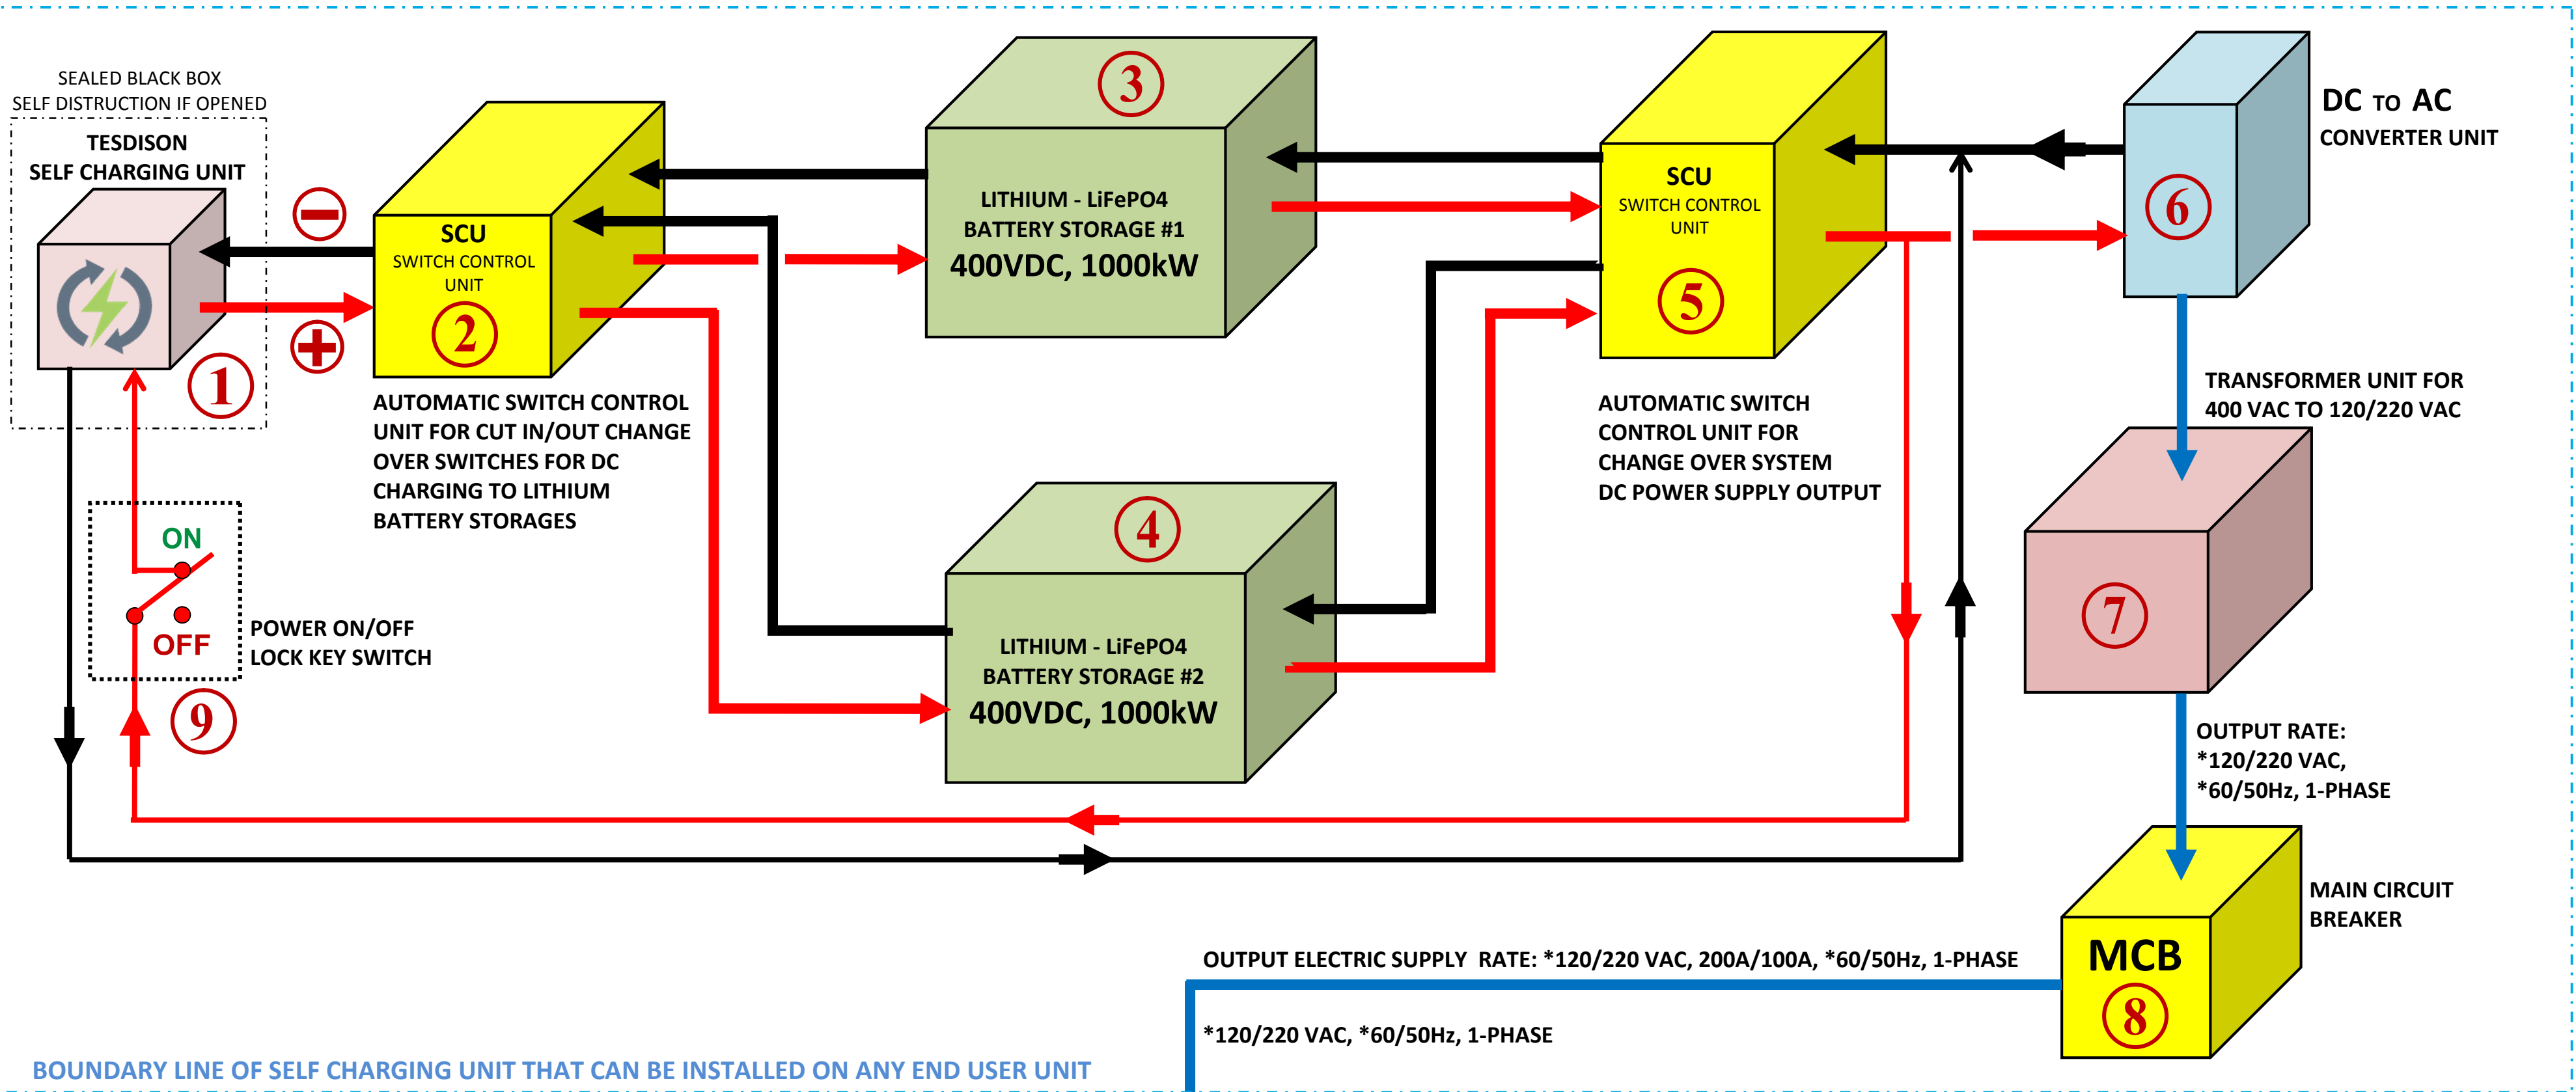 SEALED BLACK BOX
SELF DISTRUCTION IF OPENED
TESDISON
SELF CHARGING UNIT
1
SCU
SWITCH CONTROL
UNIT
2
AUTOMATIC SWITCH CONTROL
UNIT FOR CUT IN/OUT CHANGE
OVER SWITCHES FOR DC
CHARGING TO LITHIUM
BATTERY STORAGES
3
LITHIUM - LiFePO4
BATTERY STORAGE #1
400VDC, 1000kW
4
LITHIUM - LiFePO4
BATTERY STORAGE #2
400VDC, 1000kW
SCU
SWITCH CONTROL
UNIT
5
AUTOMATIC SWITCH
CONTROL UNIT FOR
CHANGE OVER SYSTEM
DC POWER SUPPLY OUTPUT
DC TO AC
CONVERTER UNIT
6
TRANSFORMER UNIT FOR
400 VAC TO 120/220 VAC
7
OUTPUT RATE:
*120/220 VAC,
*60/50Hz, 1-PHASE
MAIN CIRCUIT
BREAKER
MCB
8
ON
OFF
POWER ON/OFF
LOCK KEY SWITCH
9
OUTPUT ELECTRIC SUPPLY RATE: *120/220 VAC, 200A/100A, *60/50Hz, 1-PHASE
*120/220 VAC, *60/50Hz, 1-PHASE
BOUNDARY LINE OF SELF CHARGING UNIT THAT CAN BE INSTALLED ON ANY END USER UNIT